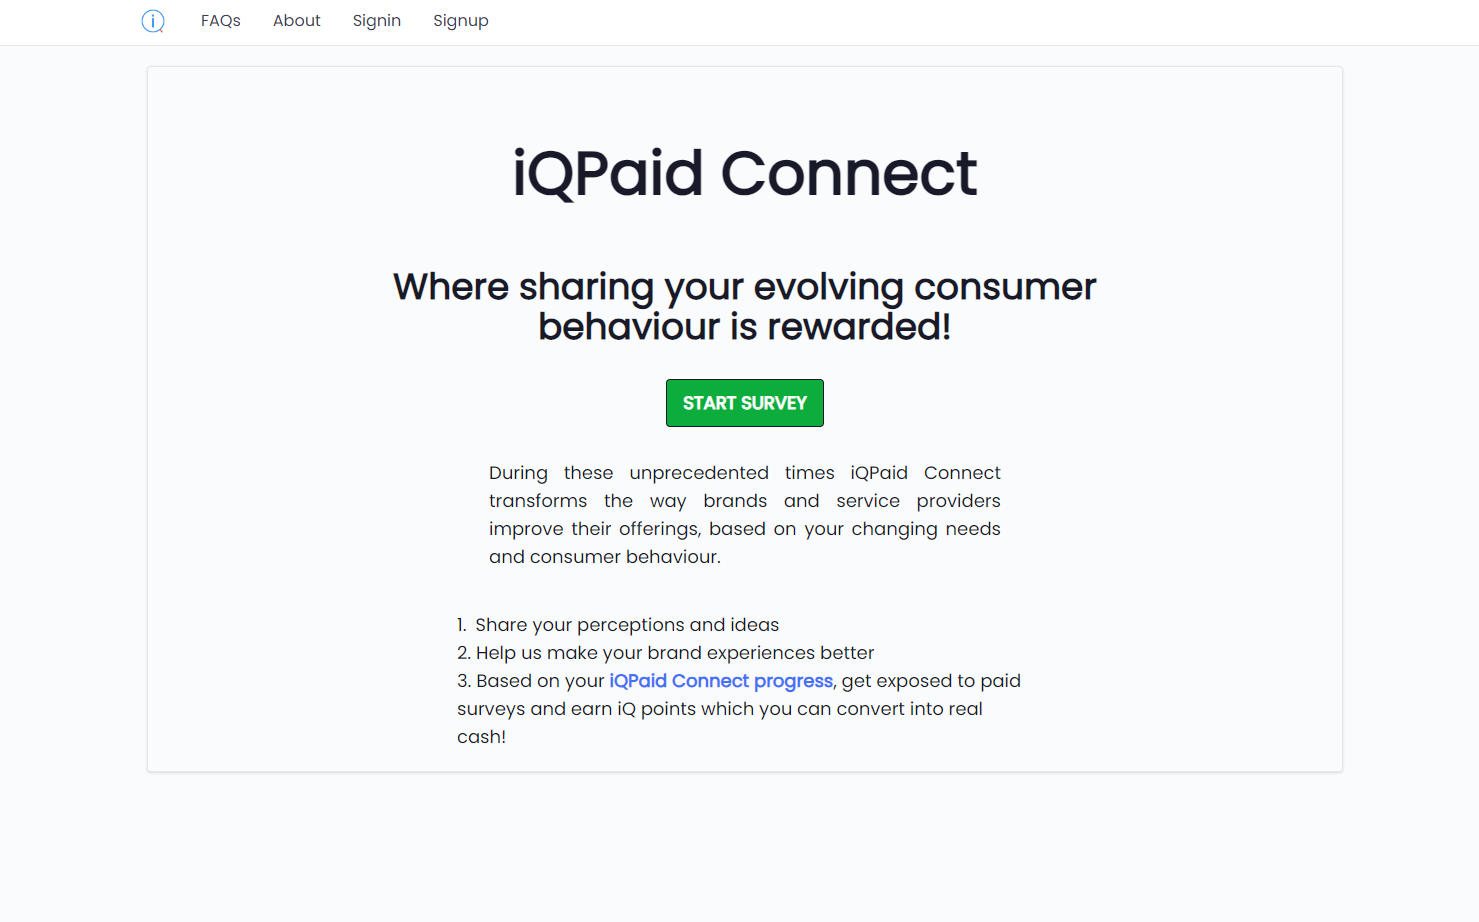 FAQs About Signin Signup
iQPaid Connect
Where sharing your evolving consumer
behaviour is rewarded!
START SURVEY
During these unprecedented times iQPaid Connect
transforms the way brands and service providers
improve their offerings, based on your changing needs
and consumer behaviour.
1. Share your perceptions and ideas
2. Help us make your brand experiences better
3. Based on your iQPaid Connect progress, get exposed to paid
surveys and earn iQ points which you can convert into real
cash!